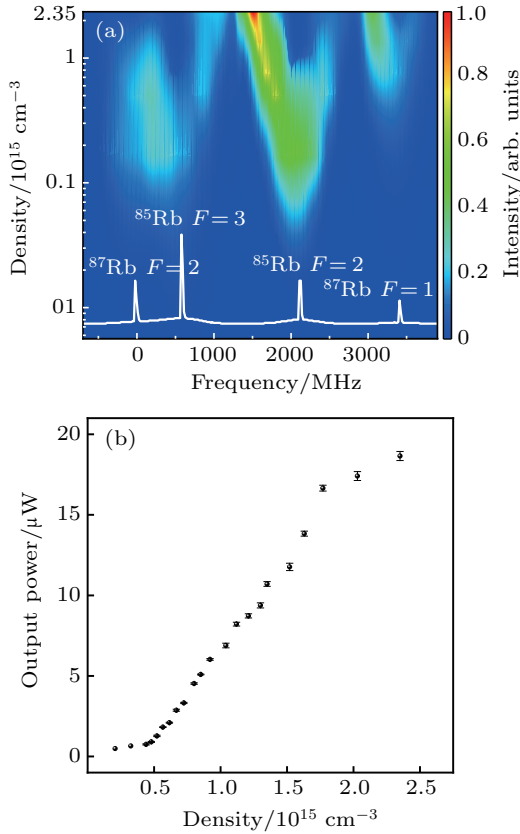 (a)
2.35
1
0.1
01
Density/10¹⁵ cm⁻³
⁸⁵Rb F=3
⁸⁷Rb F=2
⁸⁵Rb F=2
⁸⁷Rb F=1
0 1000 2000 3000
Frequency/MHz
1.0
0.8
0.6
0.4
0.2
0
Intensity/arb. units
(b)
20
15
10
5
0
Output power/μW
0.5 1.0 1.5 2.0 2.5
Density/10¹⁵ cm⁻³